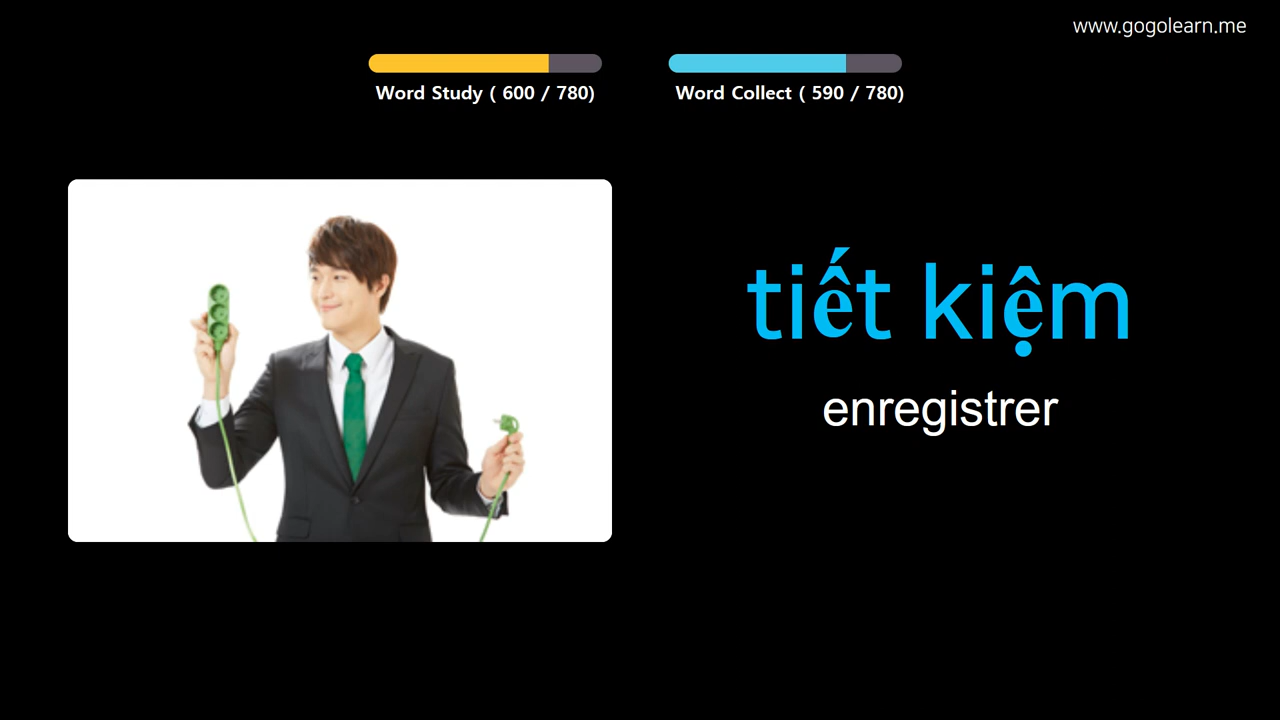 www.gogolearn.me
Word Study ( 600 / 780)
Word Collect ( 590 / 780)
tiết kiệm
enregistrer